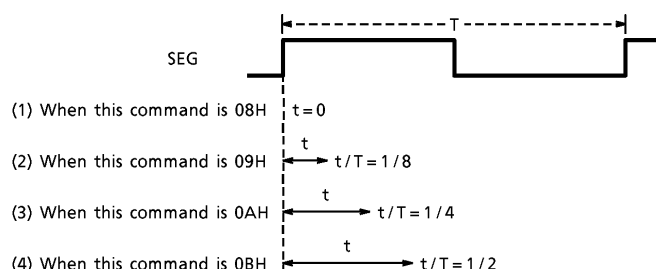 T
SEG
(1) When this command is 08H t=0
t
(2) When this command is 09H t/T=1/8
t
(3) When this command is 0AH t/T=1/4
t
(4) When this command is 0BH t/T=1/2